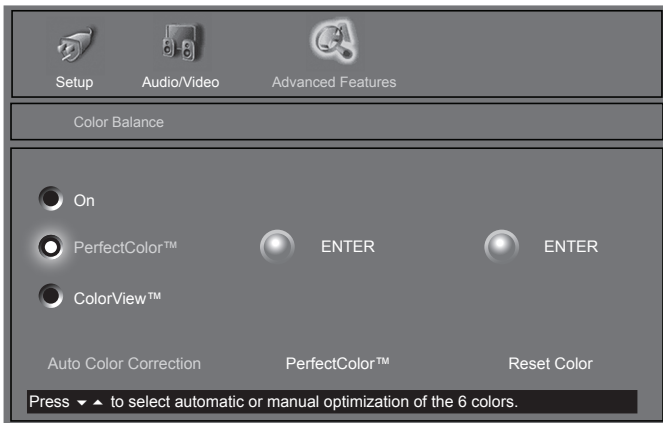 Setup Audio/Video Advanced Features
Color Balance
On
PerfectColor™ ENTER ENTER
ColorView™
Auto Color Correction PerfectColor™ Reset Color
Press ▼ ▲ to select automatic or manual optimization of the 6 colors.